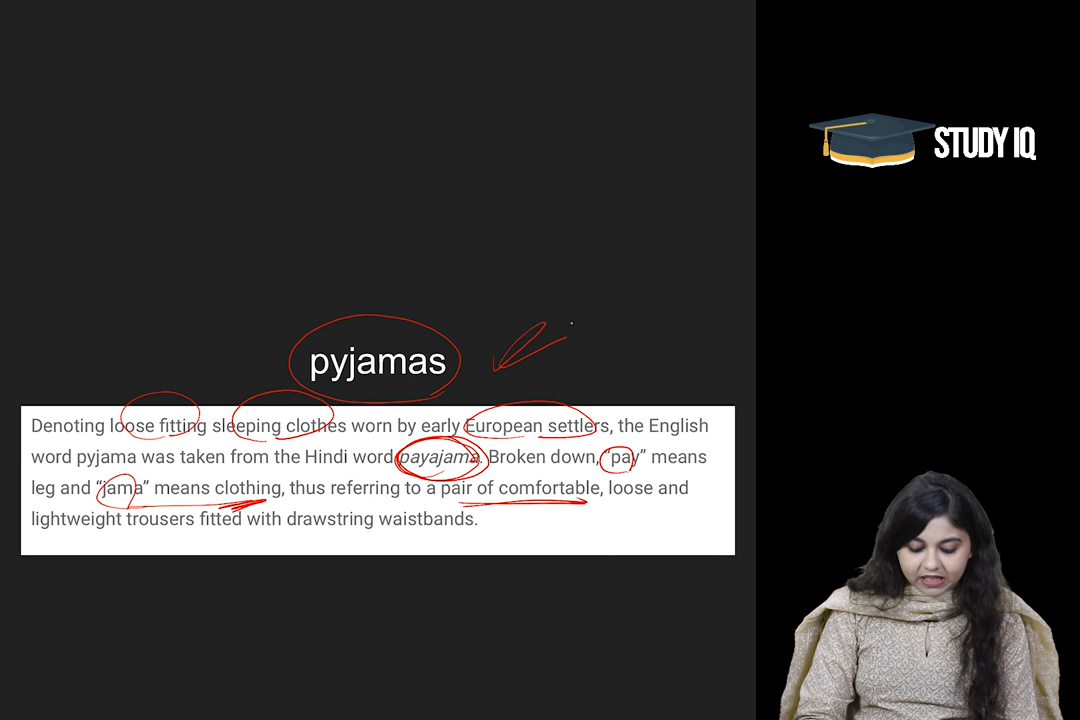 STUDY IQ
pyjamas
Denoting loose fitting sleeping clothes worn by early European settlers, the English
word pyjama was taken from the Hindi word payajama. Broken down, “pay” means
leg and “jama” means clothing, thus referring to a pair of comfortable, loose and
lightweight trousers fitted with drawstring waistbands.